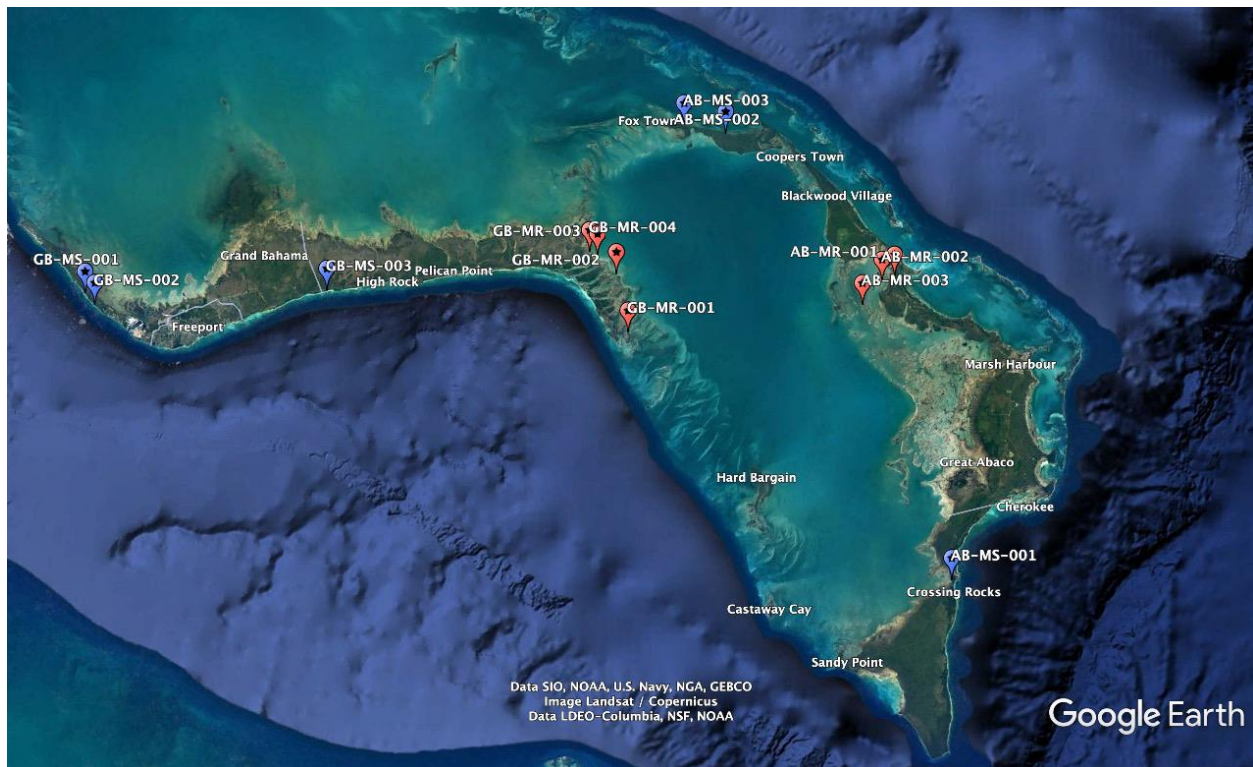 AB-MS-003
Fox Town
AB-MS-002
Coopers Town
Blackwood Village
GB-MR-003
GB-MR-004
Grand Bahama
GB-MS-001
GB-MR-002
AB-MR-001
AB-MR-002
GB-MS-003
Pelican Point
GB-MS-002
High Rock
AB-MR-003
GB-MR-001
Freeport
Marsh Harbour
Great Abaco
Hard Bargain
Cherokee
AB-MS-001
Crossing Rocks
Castaway Cay
Sandy Point
Data SIO, NOAA, U.S. Navy, NGA, GEBCO
Image Landsat / Copernicus
Data LDEO-Columbia, NSF, NOAA
Google Earth